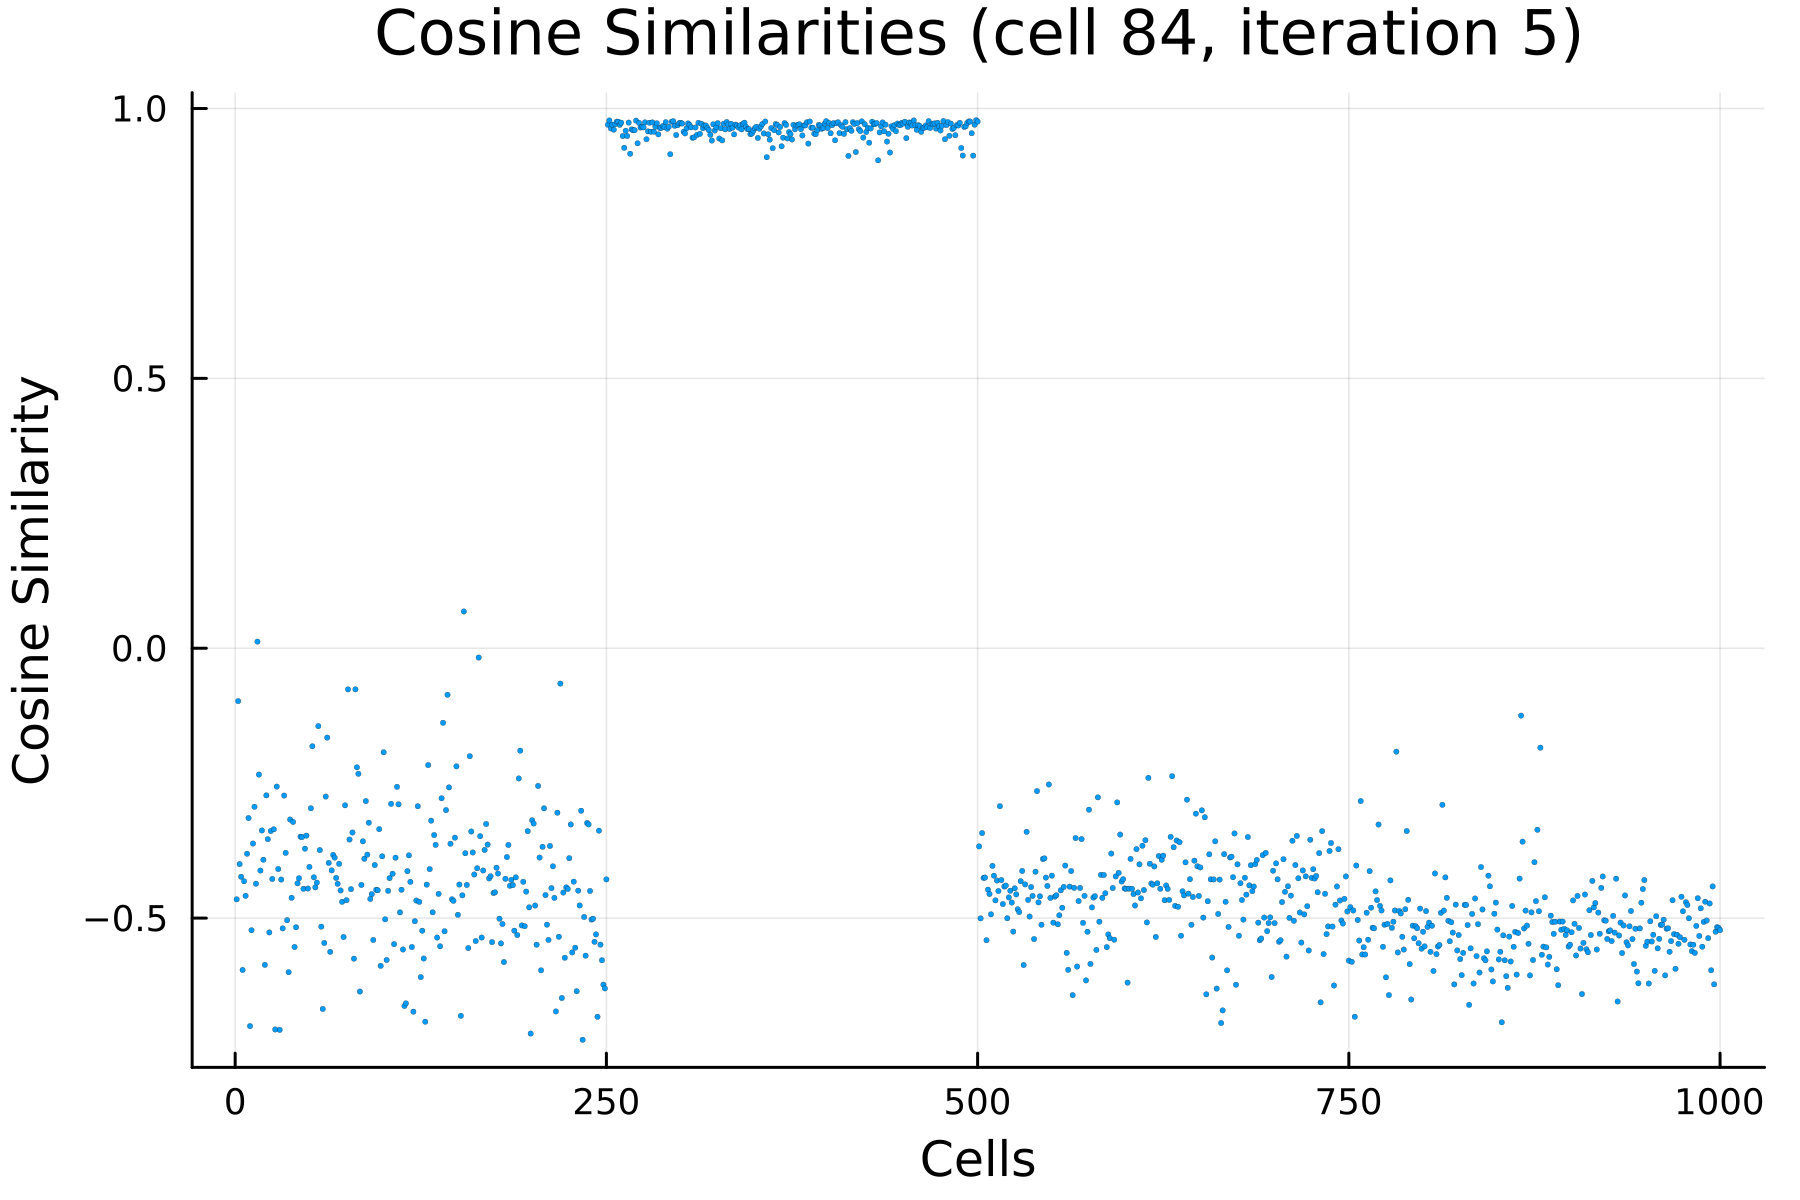 Cosine Similarities (cell 84, iteration 5)
Cosine Similarity
1.0
0.5
0.0
−0.5
0 250 500 750 1000
Cells